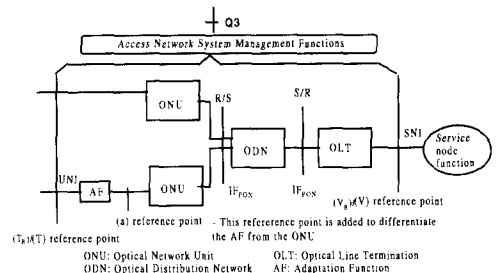 Q3
Access Network System Management Functions
ONU
R/S
S/R
ODN
OLT
SNI
Service
node
function
UNI
AF
ONU
IF_PON
IF_PON
(V_B)/(V) reference point
(a) reference point - This refereence point is added to differentiate
the AF from the ONU
(T_B)/(T) reference point
ONU: Optical Network Unit OLT: Optical Line Termination
ODN: Optical Distribution Network AF: Adaptation Function